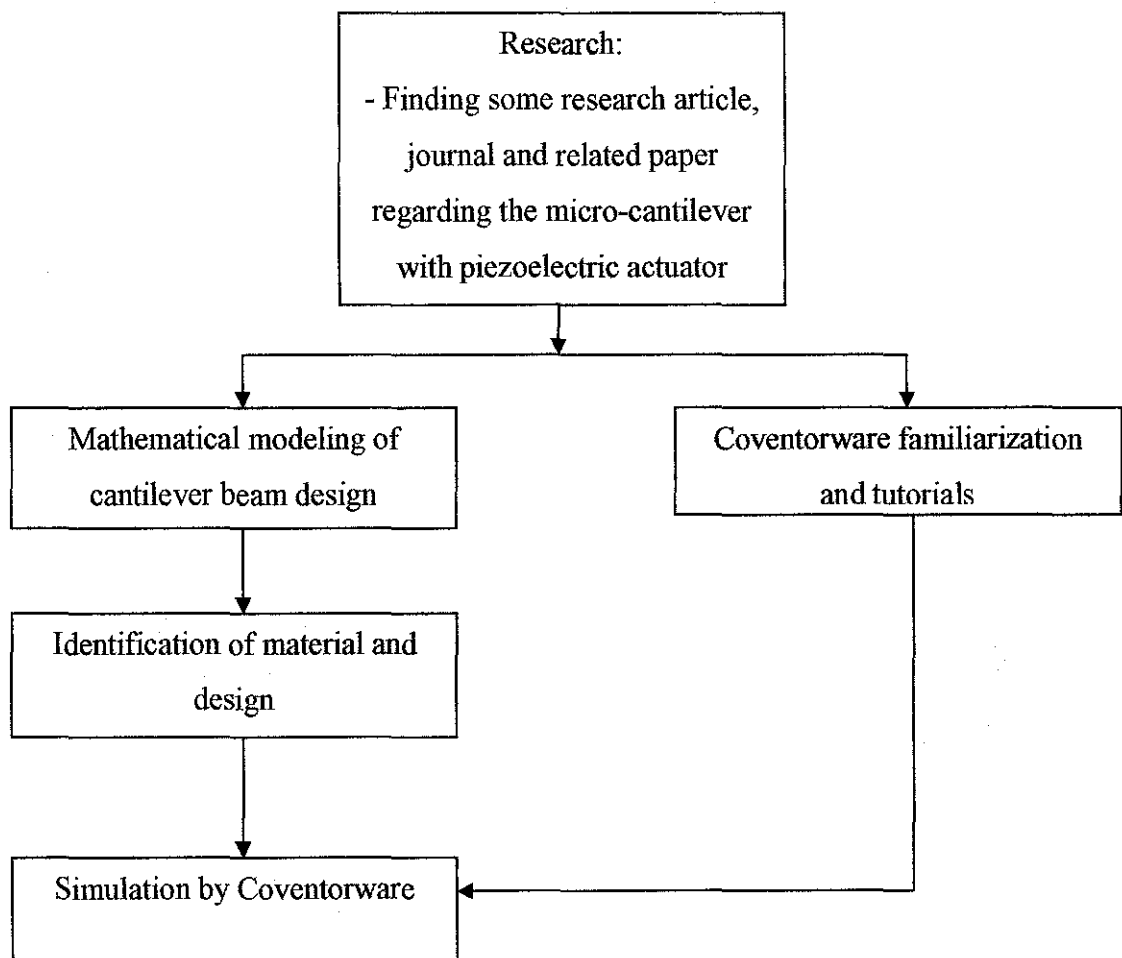 Research:
- Finding some research article,
journal and related paper
regarding the micro-cantilever
with piezoelectric actuator
Mathematical modeling of
cantilever beam design
Coventorware familiarization
and tutorials
Identification of material and
design
Simulation by Coventorware